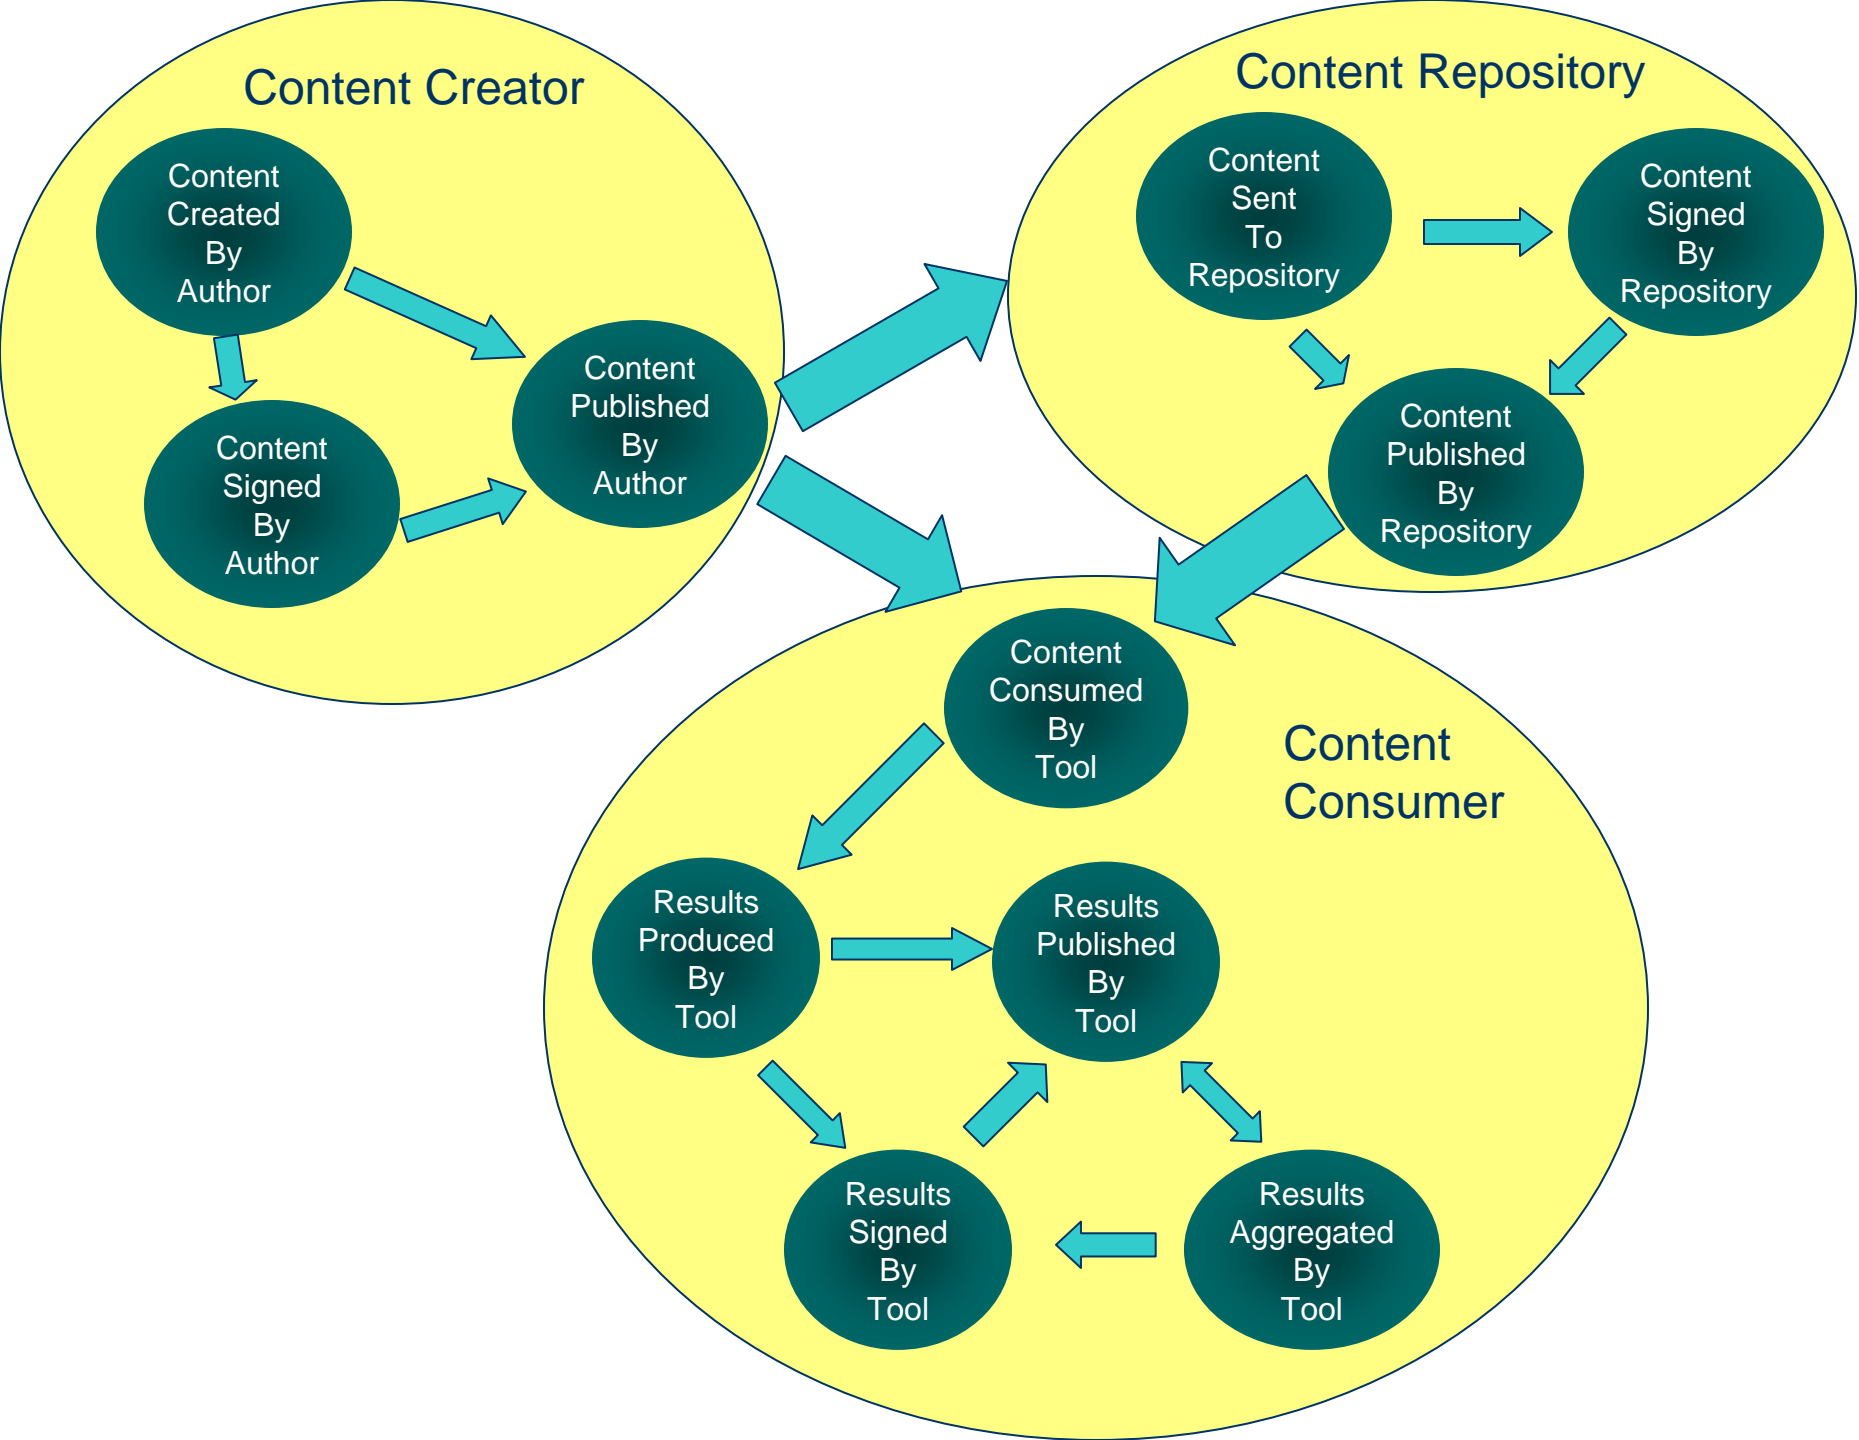 Content Creator
Content
Created
By
Author
Content
Signed
By
Author
Content
Published
By
Author
Content Repository
Content
Sent
To
Repository
Content
Signed
By
Repository
Content
Published
By
Repository
Content
Consumer
Content
Consumed
By
Tool
Results
Produced
By
Tool
Results
Published
By
Tool
Results
Signed
By
Tool
Results
Aggregated
By
Tool